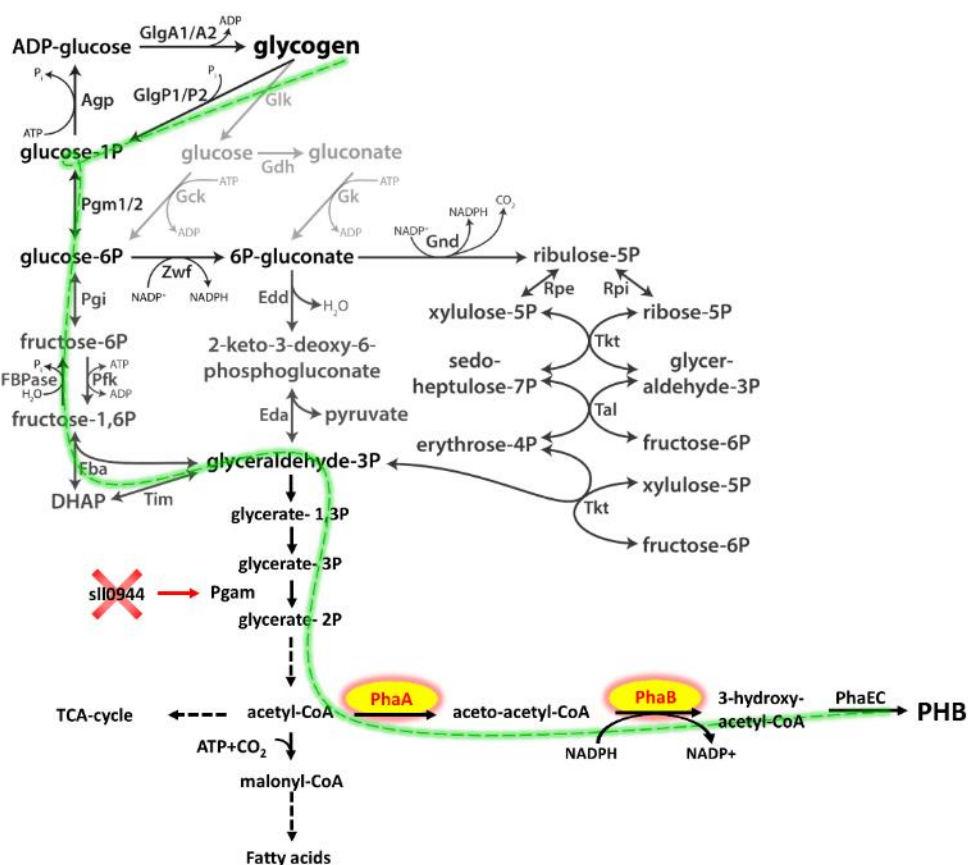 GlgA1/A2
ADP
ADP-glucose
glycogen
Pi
Agp
ATP
GlgP1/P2
Pi
Glk
glucose-1P
glucose
Gdh
gluconate
Pgm1/2
Gck
ATP
ADP
Gk
ATP
ADP
glucose-6P
Zwf
NADP+
NADPH
6P-gluconate
NADP+
Gnd
NADPH
CO2
ribulose-5P
Rpe
Rpi
Pgi
Edd
H2O
xylulose-5P
ribose-5P
Tkt
fructose-6P
2-keto-3-deoxy-6-
phosphogluconate
sedo-
heptulose-7P
glycer-
aldehyde-3P
Pi
FBPase
H2O
Pfk
ATP
ADP
Tal
fructose-1,6P
Eda
pyruvate
erythrose-4P
fructose-6P
Fba
glyceraldehyde-3P
DHAP
Tim
xylulose-5P
Tkt
glycerate- 1,3P
fructose-6P
glycerate- 3P
sll0944
Pgam
glycerate- 2P
PhaA
PhaB
TCA-cycle
acetyl-CoA
aceto-acetyl-CoA
3-hydroxy-
acetyl-CoA
PhaEC
PHB
ATP+CO2
NADPH
NADP+
malonyl-CoA
Fatty acids